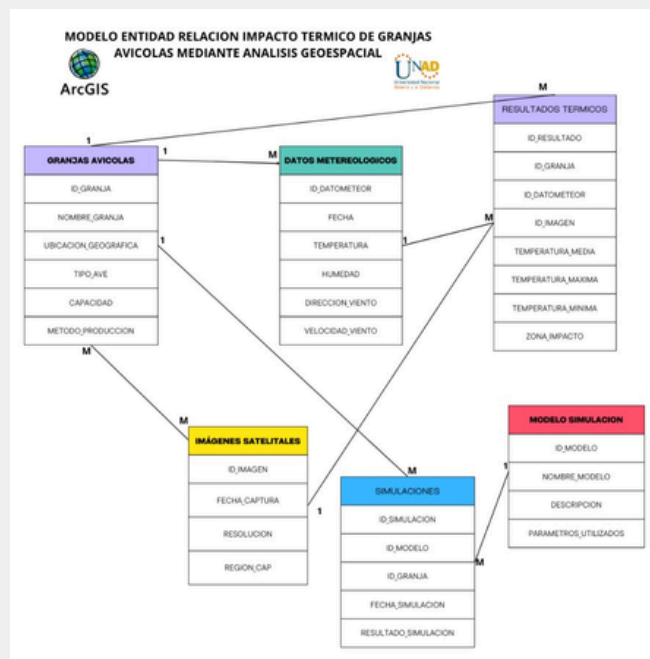 MODELO ENTIDAD RELACION IMPACTO TERMICO DE GRANJAS
AVICOLAS MEDIANTE ANALISIS GEOESPACIAL
ArcGIS
UNAD
M
RESULTADOS TERMICOS
ID_RESULTADO
ID_GRANJA
ID_DATOMETEOR
ID_IMAGEN
TEMPERATURA_MEDIA
TEMPERATURA_MAXIMA
TEMPERATURA_MINIMA
ZONA_IMPACTO
1
1
GRANJAS AVICOLAS
ID_GRANJA
NOMBRE_GRANJA
UBICACION_GEOGRAFICA
TIPO_AVE
CAPACIDAD
METODO_PRODUCCION
1
M
M
DATOS METEREOLOGICOS
ID_DATOMETEOR
FECHA
TEMPERATURA
HUMEDAD
DIRECCION_VIENTO
VELOCIDAD_VIENTO
1
M
M
IMÁGENES SATELITALES
ID_IMAGEN
FECHA_CAPTURA
RESOLUCION
REGION_CAP
1
M
SIMULACIONES
ID_SIMULACION
ID_MODELO
ID_GRANJA
FECHA_SIMULACION
RESULTADO_SIMULACION
M
MODELO SIMULACION
ID_MODELO
NOMBRE_MODELO
DESCRIPCION
PARAMETROS_UTILIZADOS
1